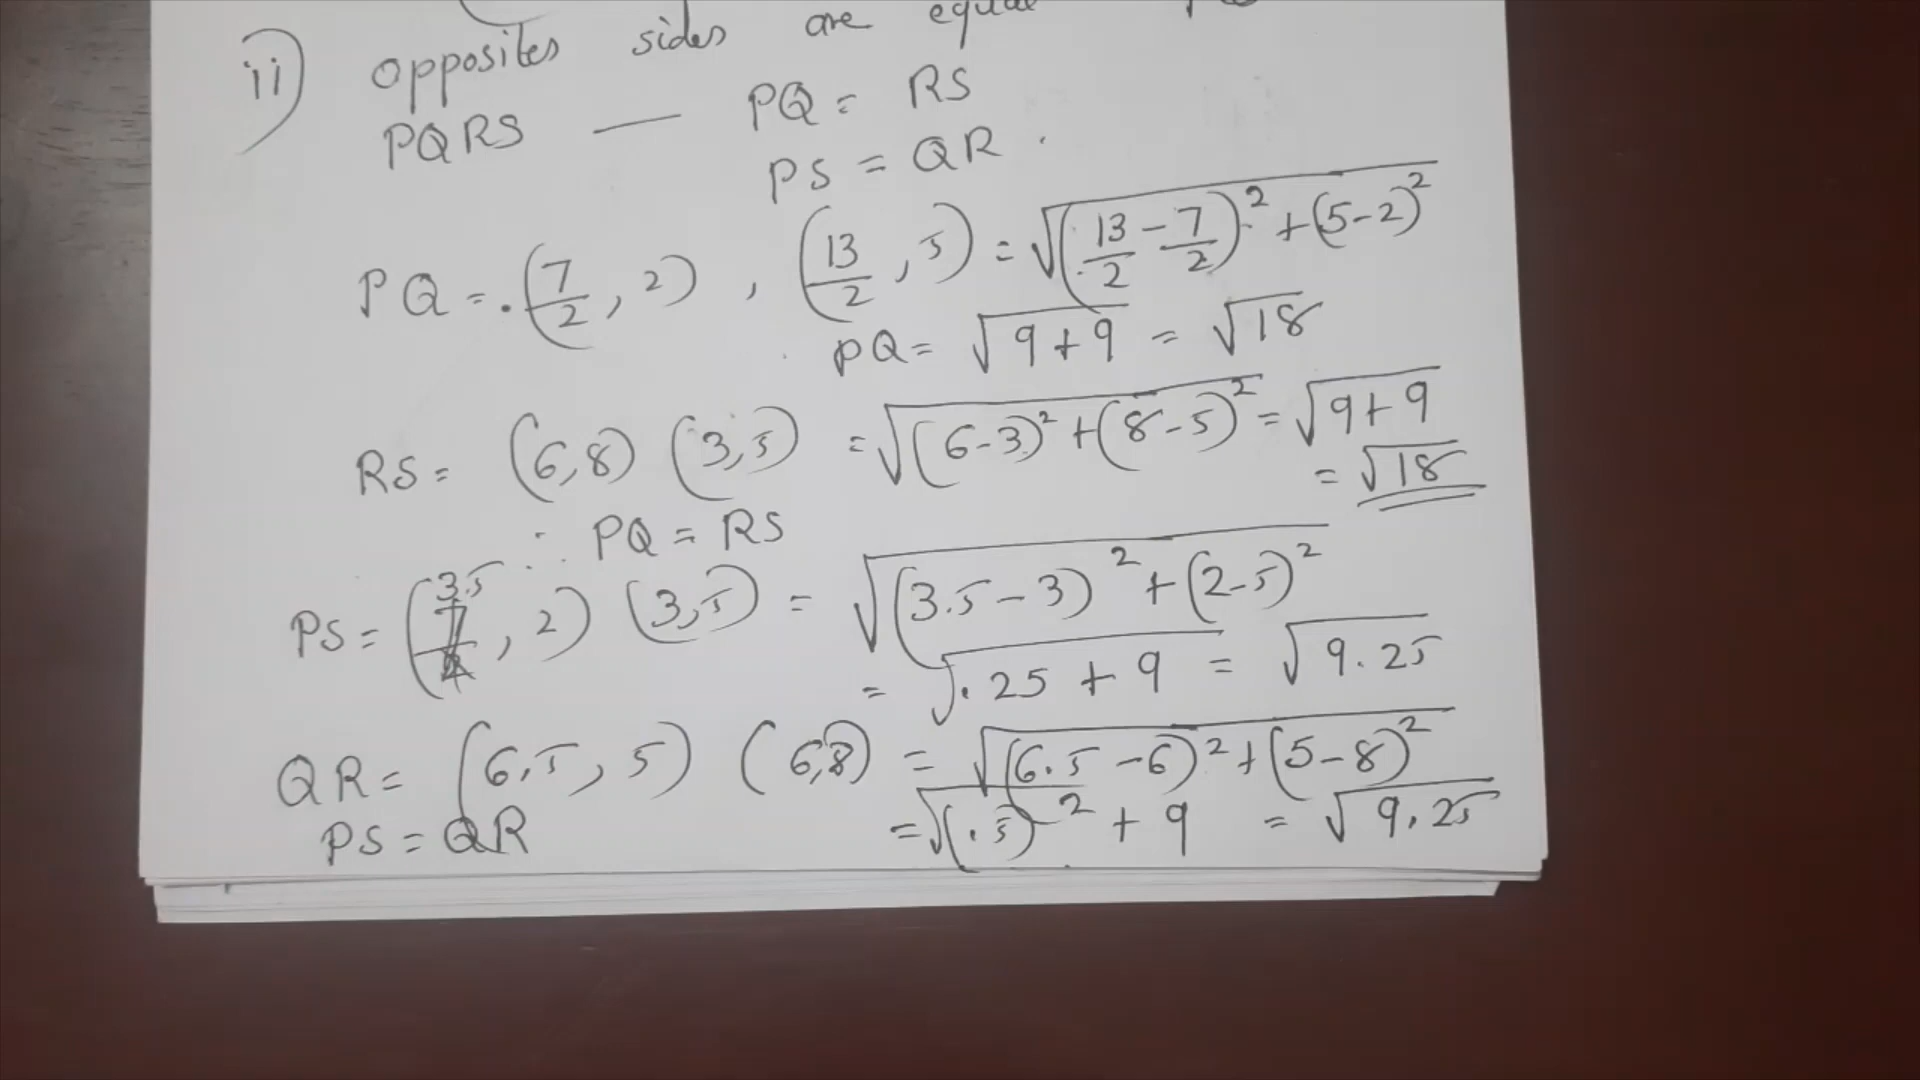 ii) opposites sides are equal
PQRS — PQ = RS
PS = QR.
PQ = (7/2, 2), (13/2, 5) = √((13/2 - 7/2)² + (5-2)²)
PQ = √(9+9) = √18
RS = (6,8) (3,5) = √((6-3)² + (8-5)²) = √(9+9)
= √18
∴ PQ = RS
PS = (3.5, 2) (3,5) = √((3.5-3)² + (2-5)²)
= √(.25 + 9) = √9.25
QR = (6.5, 5) (6,8) = √((6.5-6)² + (5-8)²)
PS = QR = √(.5)² + 9 = √9.25